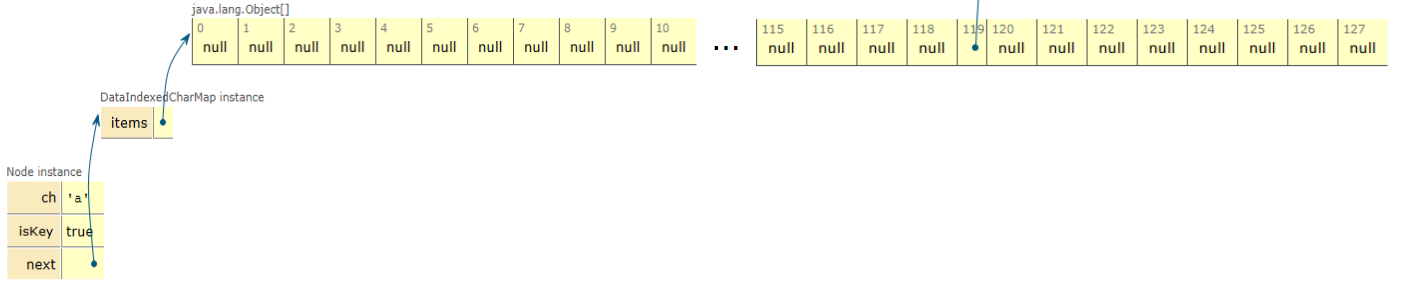 java.lang.Object[]
0 1 2 3 4 5 6 7 8 9 10 115 116 117 118 119 120 121 122 123 124 125 126 127
null null null null null null null null null null null ... null null null null null null null null null null null null
DataIndexedCharMap instance
items
Node instance
ch 'a'
isKey true
next